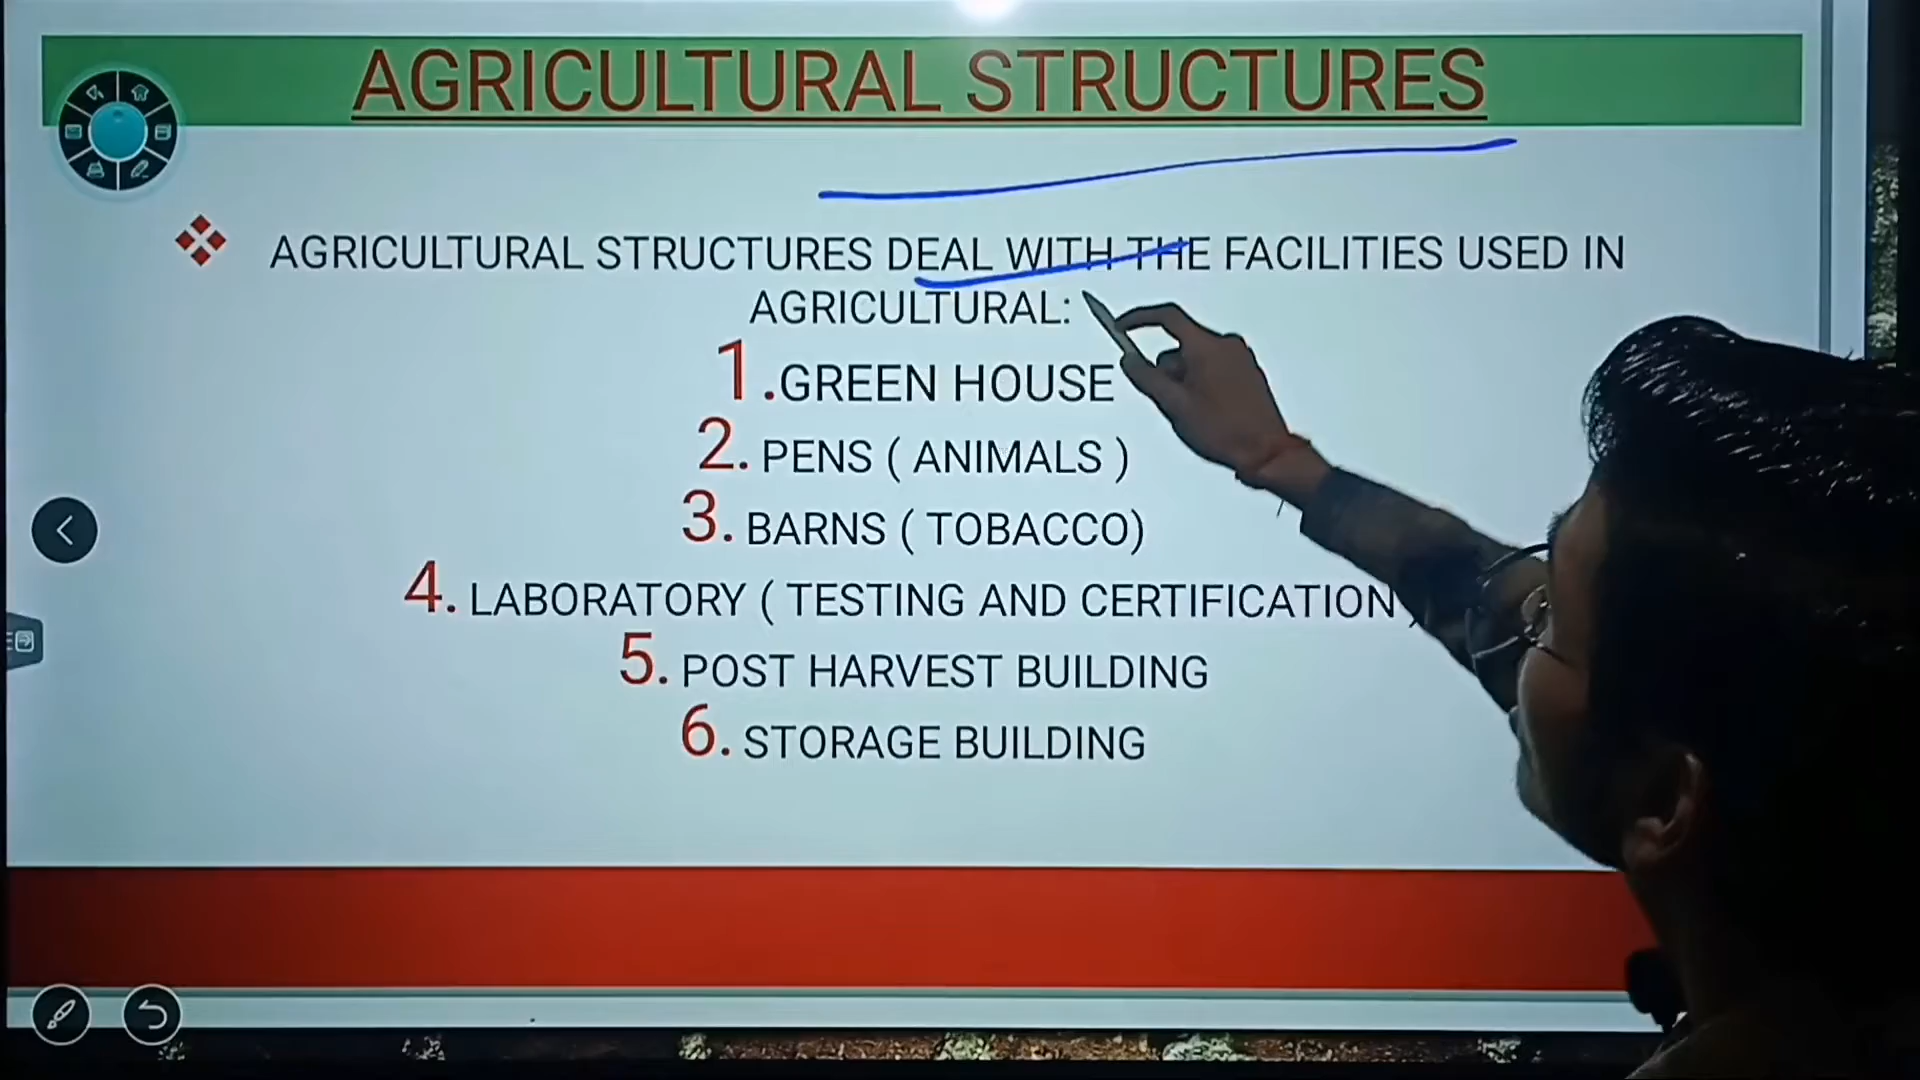 AGRICULTURAL STRUCTURES
AGRICULTURAL STRUCTURES DEAL WITH THE FACILITIES USED IN
AGRICULTURAL:
1.GREEN HOUSE
2. PENS ( ANIMALS )
3. BARNS ( TOBACCO)
4. LABORATORY ( TESTING AND CERTIFICATION )
5. POST HARVEST BUILDING
6. STORAGE BUILDING